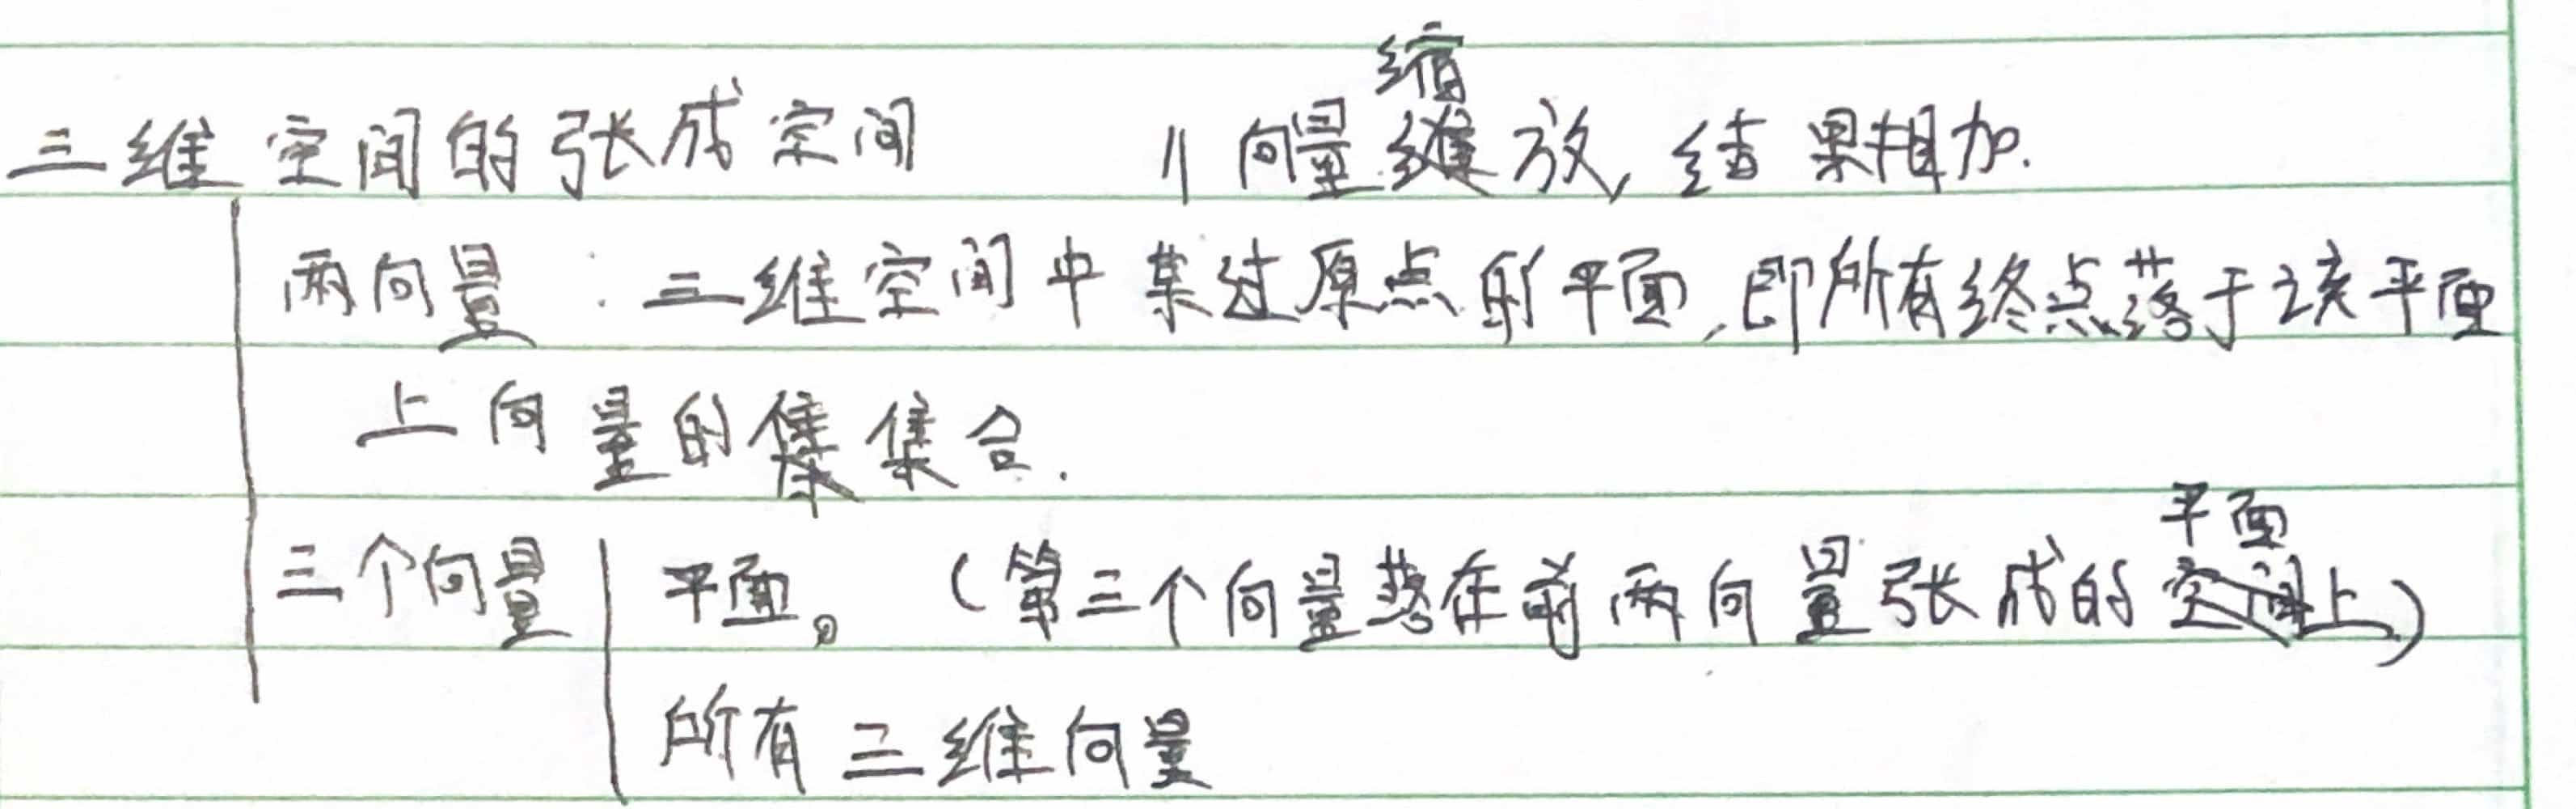 三维空间的张成空间 // 向量缩放, 结果相加.
两向量: 三维空间中某过原点的平面, 即所有终点落于该平面
上向量的集合.
三个向量 平面。(第三个向量落在前两向量张成的平面上)
所有三维向量